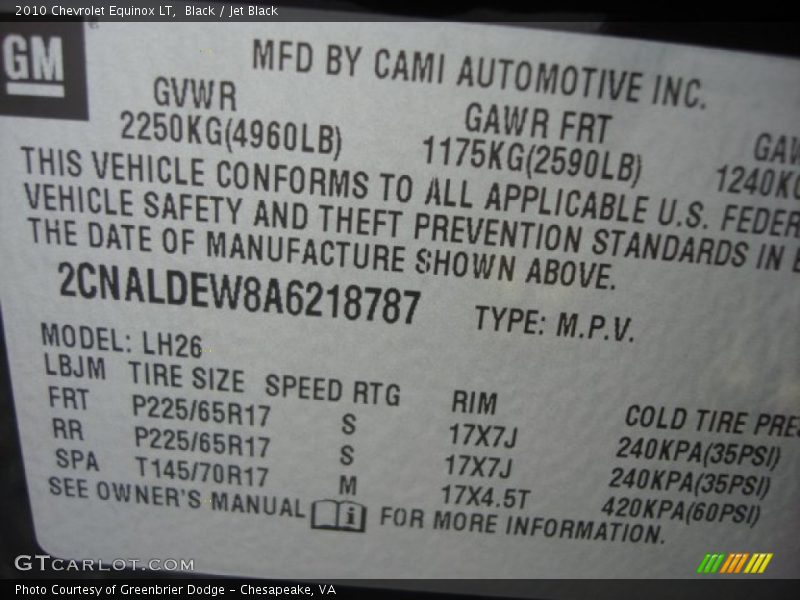 2010 Chevrolet Equinox LT, Black / Jet Black
GM
MFD BY CAMI AUTOMOTIVE INC.
GVWR GAWR FRT GAW
2250KG(4960LB) 1175KG(2590LB) 1240KG
THIS VEHICLE CONFORMS TO ALL APPLICABLE U.S. FEDER
VEHICLE SAFETY AND THEFT PREVENTION STANDARDS IN E
THE DATE OF MANUFACTURE SHOWN ABOVE.
2CNALDEW8A6218787 TYPE: M.P.V.
MODEL: LH26
LBJM TIRE SIZE SPEED RTG RIM COLD TIRE PRES
FRT P225/65R17 S 17X7J 240KPA(35PSI)
RR P225/65R17 S 17X7J 240KPA(35PSI)
SPA T145/70R17 M 17X4.5T 420KPA(60PSI)
SEE OWNER'S MANUAL i FOR MORE INFORMATION.
GTCARLOT.COM
Photo Courtesy of Greenbrier Dodge - Chesapeake, VA